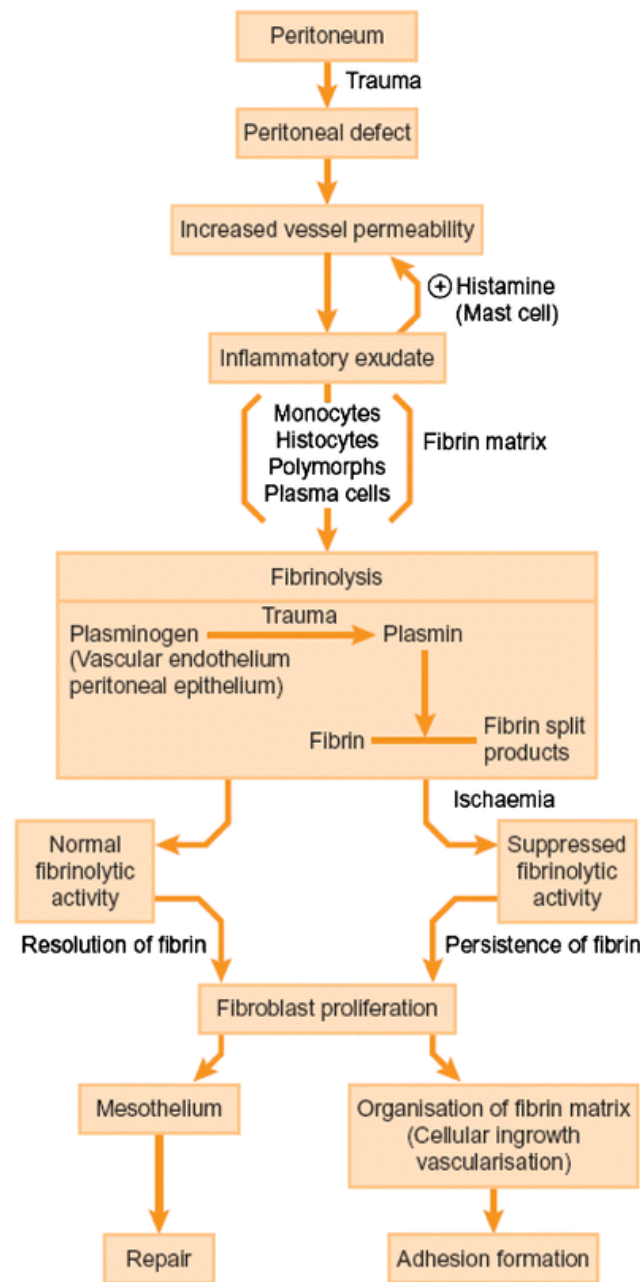 Peritoneum
Trauma
Peritoneal defect
Increased vessel permeability
+ Histamine
(Mast cell)
Inflammatory exudate
Monocytes
Histocytes
Polymorphs
Plasma cells
Fibrin matrix
Fibrinolysis
Trauma
Plasminogen
(Vascular endothelium
peritoneal epithelium)
Plasmin
Fibrin
Fibrin split
products
Ischaemia
Normal
fibrinolytic
activity
Suppressed
fibrinolytic
activity
Resolution of fibrin
Persistence of fibrin
Fibroblast proliferation
Mesothelium
Organisation of fibrin matrix
(Cellular ingrowth
vascularisation)
Repair
Adhesion formation